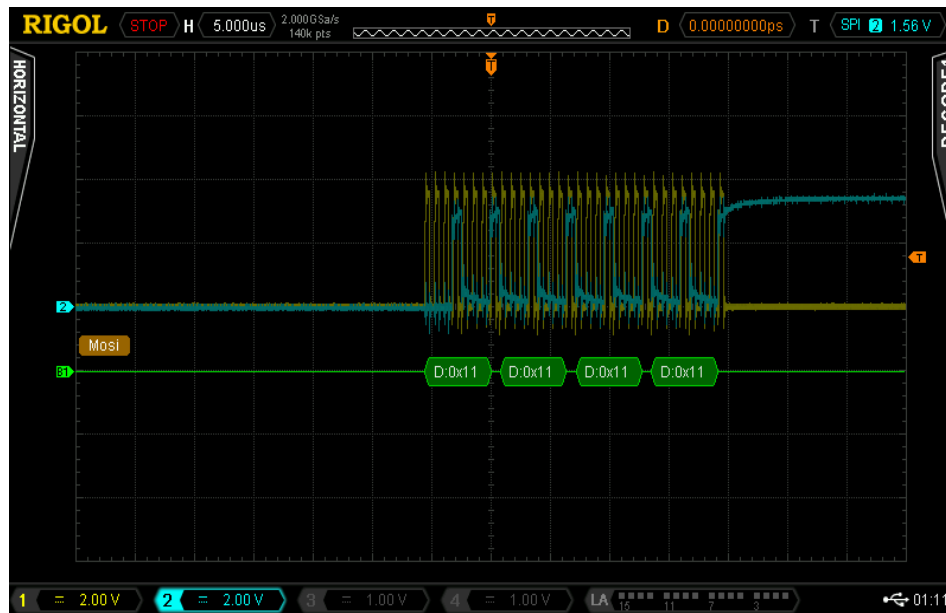 RIGOL STOP H 5.000us 2.000GSa/s 140k pts D 0.00000000ps T SPI 2 1.56 V
T
HORIZONTAL
T
2
Mosi
B1 D:0x11 D:0x11 D:0x11 D:0x11
1 = 2.00 V 2 = 2.00 V 3 = 1.00 V 4 = 1.00 V LA 15 11 7 3